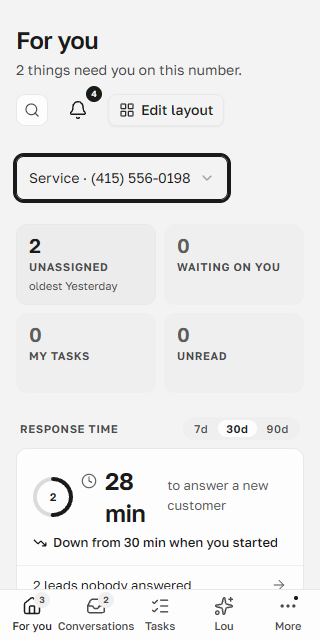 For you
2 things need you on this number.
4
Edit layout
Service · (415) 556-0198
2
UNASSIGNED
oldest Yesterday
0
WAITING ON YOU
0
MY TASKS
0
UNREAD
RESPONSE TIME
7d 30d 90d
2
28 min
to answer a new
customer
Down from 30 min when you started
2 leads nobody answered
3
For you
2
Conversations
Tasks
Lou
More